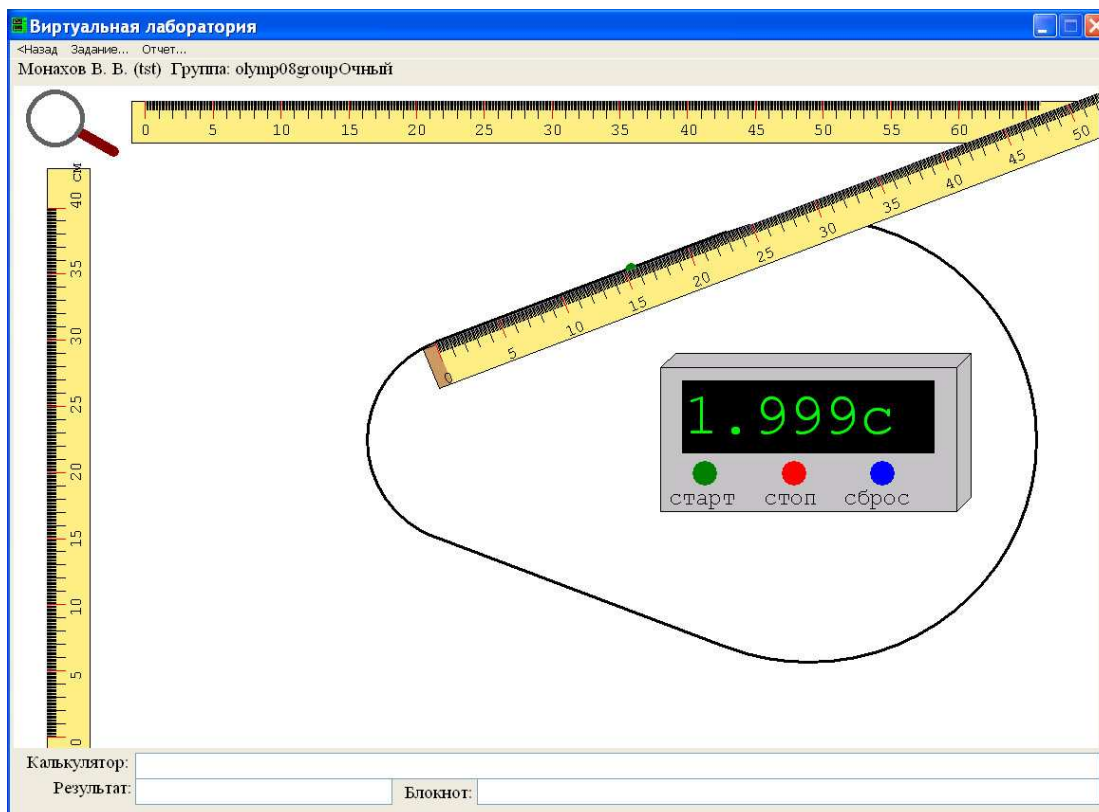 Виртуальная лаборатория
<Назад Задание... Отчет...
Монахов В. В. (tst) Группа: olymp08groupОчный
0 5 10 15 20 25 30 35 40 45 50 55 60
0 5 10 15 20 25 30 35 40 45 50
40 см
35
30
25
20
15
10
5
0
1.999с
старт стоп сброс
Калькулятор:
Результат: Блокнот: